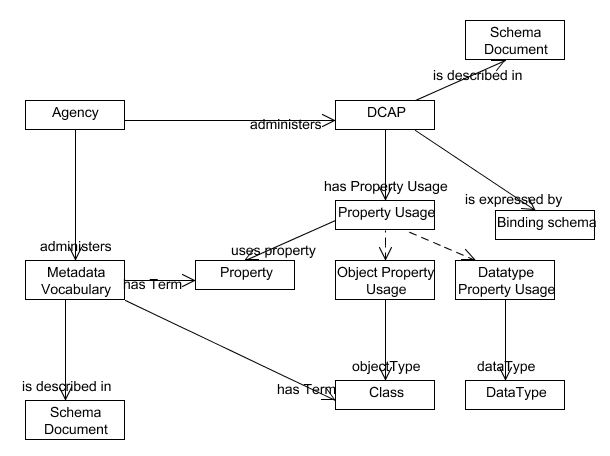 Schema
Document
is described in
Agency
administers
DCAP
has Property Usage
is expressed by
Property Usage
Binding schema
administers
uses property
Metadata
Vocabulary
has Term
Property
Object Property
Usage
Datatype
Property Usage
is described in
objectType
dataType
has Term
Class
DataType
Schema
Document